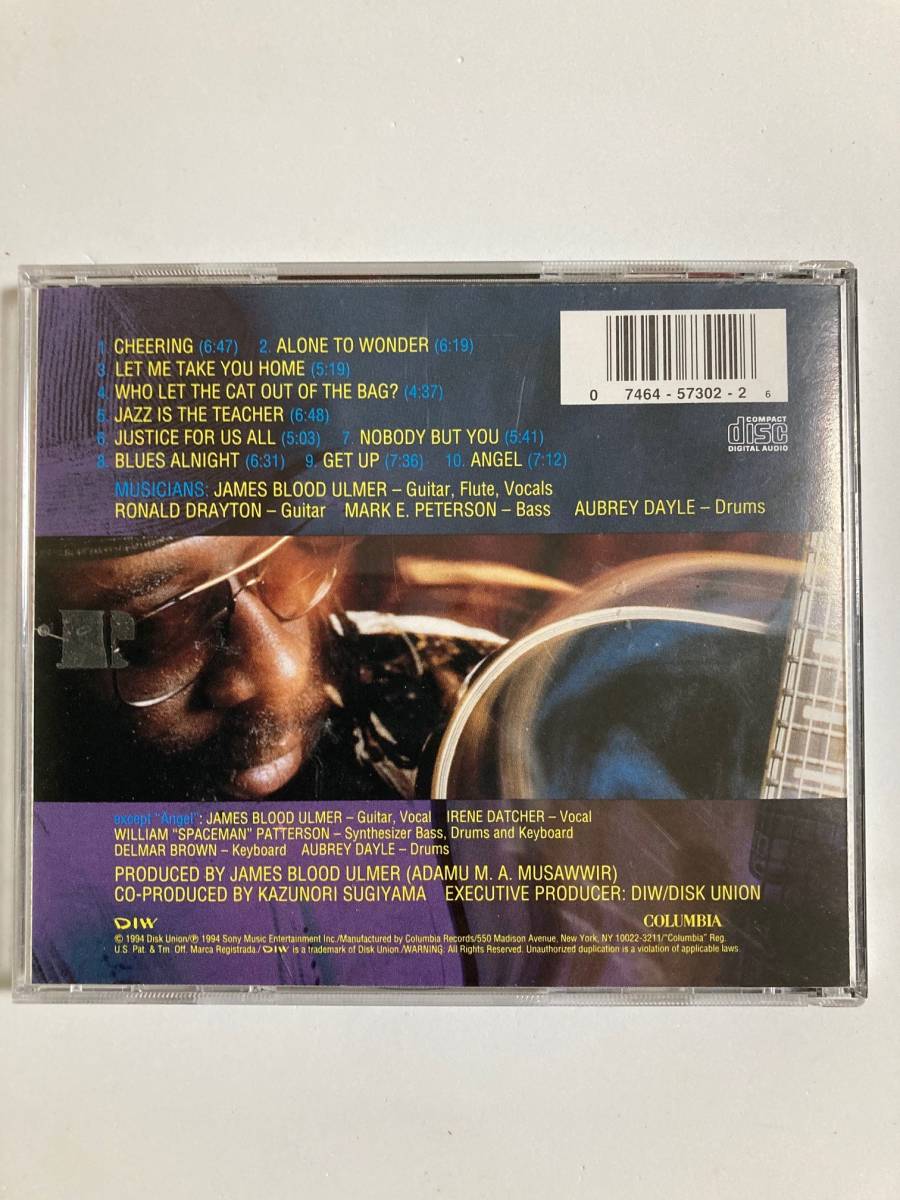 1. CHEERING (6:47) 2. ALONE TO WONDER (6:19)
3. LET ME TAKE YOU HOME (5:19)
4. WHO LET THE CAT OUT OF THE BAG? (4:37)
5. JAZZ IS THE TEACHER (6:48)
6. JUSTICE FOR US ALL (5:03) 7. NOBODY BUT YOU (5:41)
8. BLUES ALNIGHT (6:31) 9. GET UP (7:36) 10. ANGEL (7:12)
MUSICIANS: JAMES BLOOD ULMER – Guitar, Flute, Vocals
RONALD DRAYTON – Guitar MARK E. PETERSON – Bass AUBREY DAYLE – Drums
0 7464-57302-2 6
COMPACT
disc
DIGITAL AUDIO
except "Angel": JAMES BLOOD ULMER – Guitar, Vocal IRENE DATCHER – Vocal
WILLIAM "SPACEMAN" PATTERSON – Synthesizer Bass, Drums and Keyboard
DELMAR BROWN – Keyboard AUBREY DAYLE – Drums
PRODUCED BY JAMES BLOOD ULMER (ADAMU M. A. MUSAWWIR)
CO-PRODUCED BY KAZUNORI SUGIYAMA EXECUTIVE PRODUCER: DIW/DISK UNION
DIW COLUMBIA
© 1994 Disk Union/℗ 1994 Sony Music Entertainment Inc./Manufactured by Columbia Records/550 Madison Avenue, New York, NY 10022-3211/"Columbia" Reg.
U.S. Pat. & Tm. Off. Marca Registrada./DIW is a trademark of Disk Union./WARNING: All Rights Reserved. Unauthorized duplication is a violation of applicable laws.